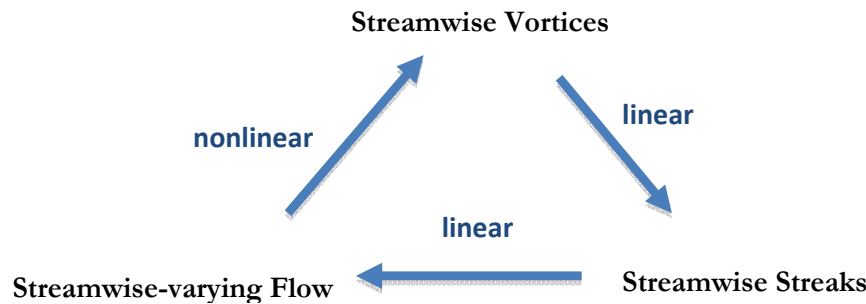 Streamwise Vortices
nonlinear
linear
linear
Streamwise-varying Flow
Streamwise Streaks